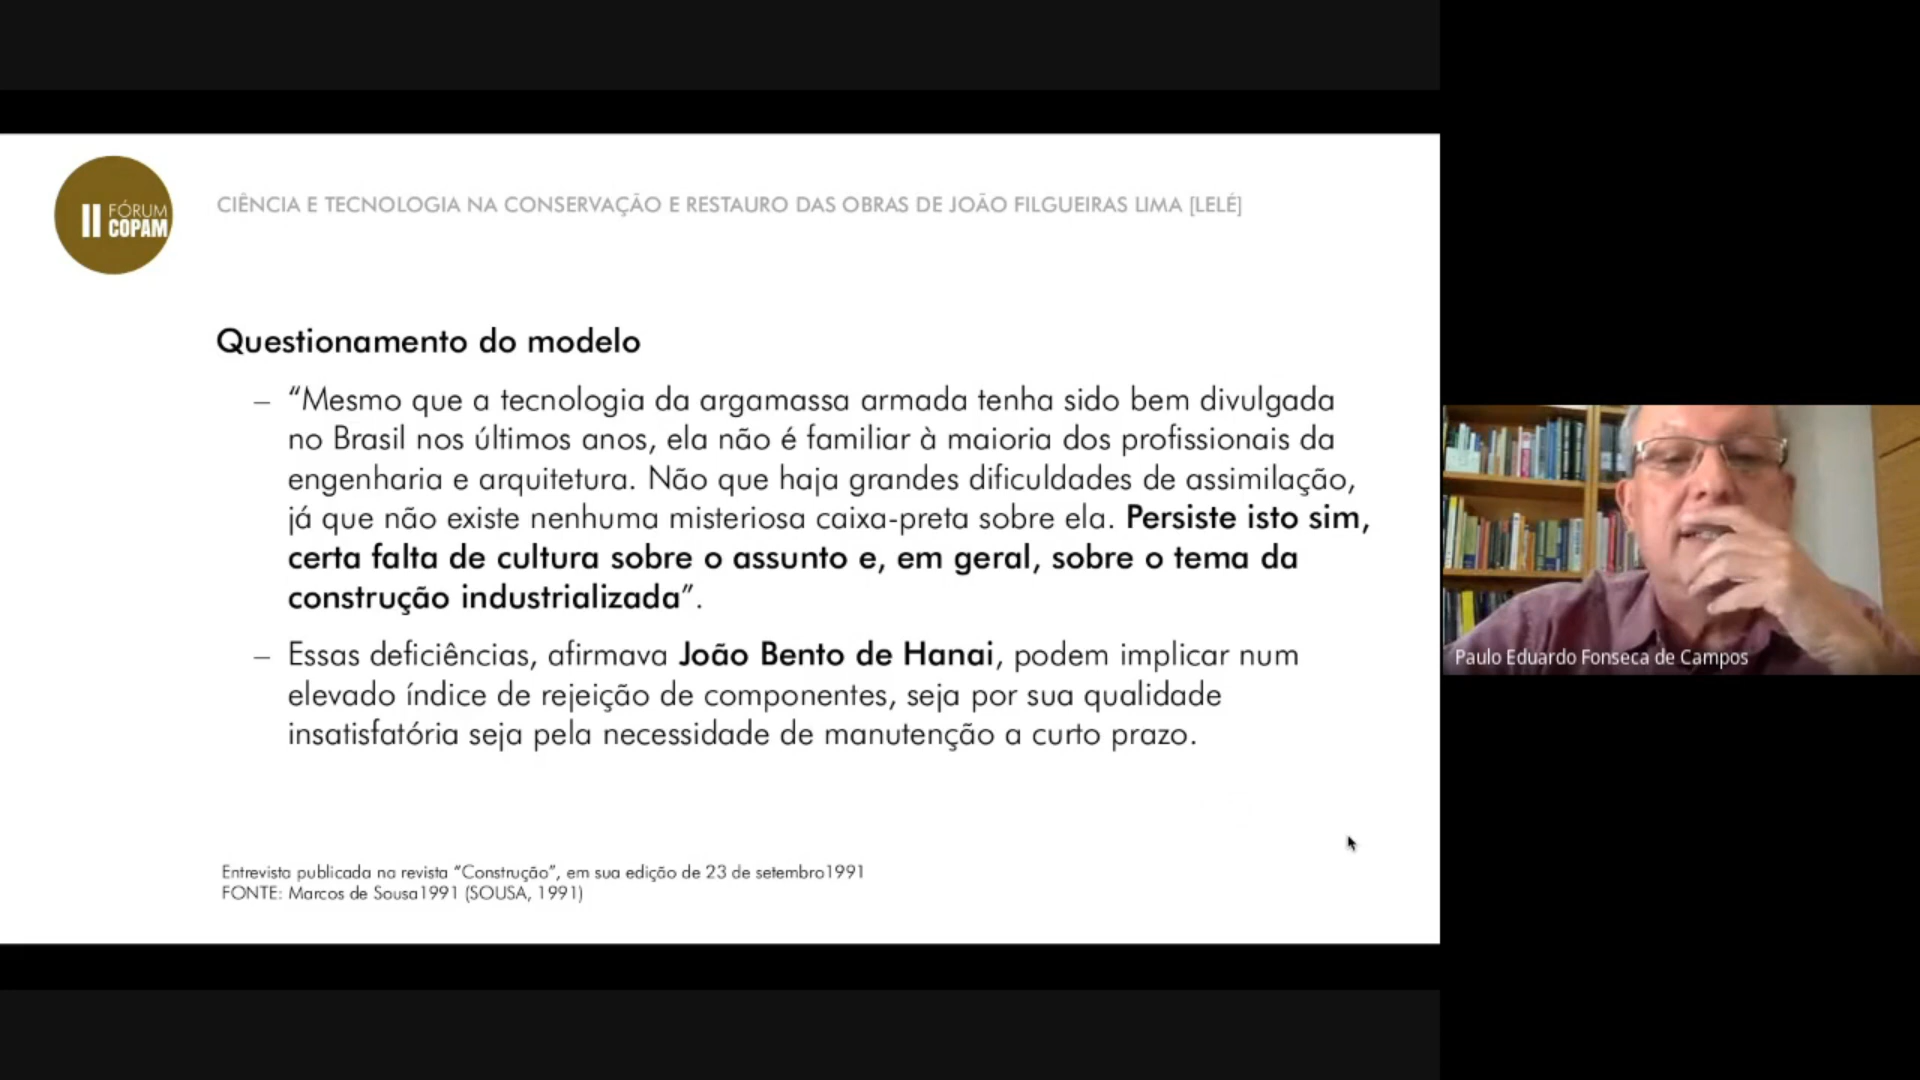 II FÓRUM
COPAM
CIÊNCIA E TECNOLOGIA NA CONSERVAÇÃO E RESTAURO DAS OBRAS DE JOÃO FILGUEIRAS LIMA [LELÉ]
Questionamento do modelo
– “Mesmo que a tecnologia da argamassa armada tenha sido bem divulgada
no Brasil nos últimos anos, ela não é familiar à maioria dos profissionais da
engenharia e arquitetura. Não que haja grandes dificuldades de assimilação,
já que não existe nenhuma misteriosa caixa-preta sobre ela. Persiste isto sim,
certa falta de cultura sobre o assunto e, em geral, sobre o tema da
construção industrializada”.
– Essas deficiências, afirmava João Bento de Hanai, podem implicar num
elevado índice de rejeição de componentes, seja por sua qualidade
insatisfatória seja pela necessidade de manutenção a curto prazo.
Entrevista publicada na revista “Construção”, em sua edição de 23 de setembro1991
FONTE: Marcos de Sousa1991 (SOUSA, 1991)
Paulo Eduardo Fonseca de Campos